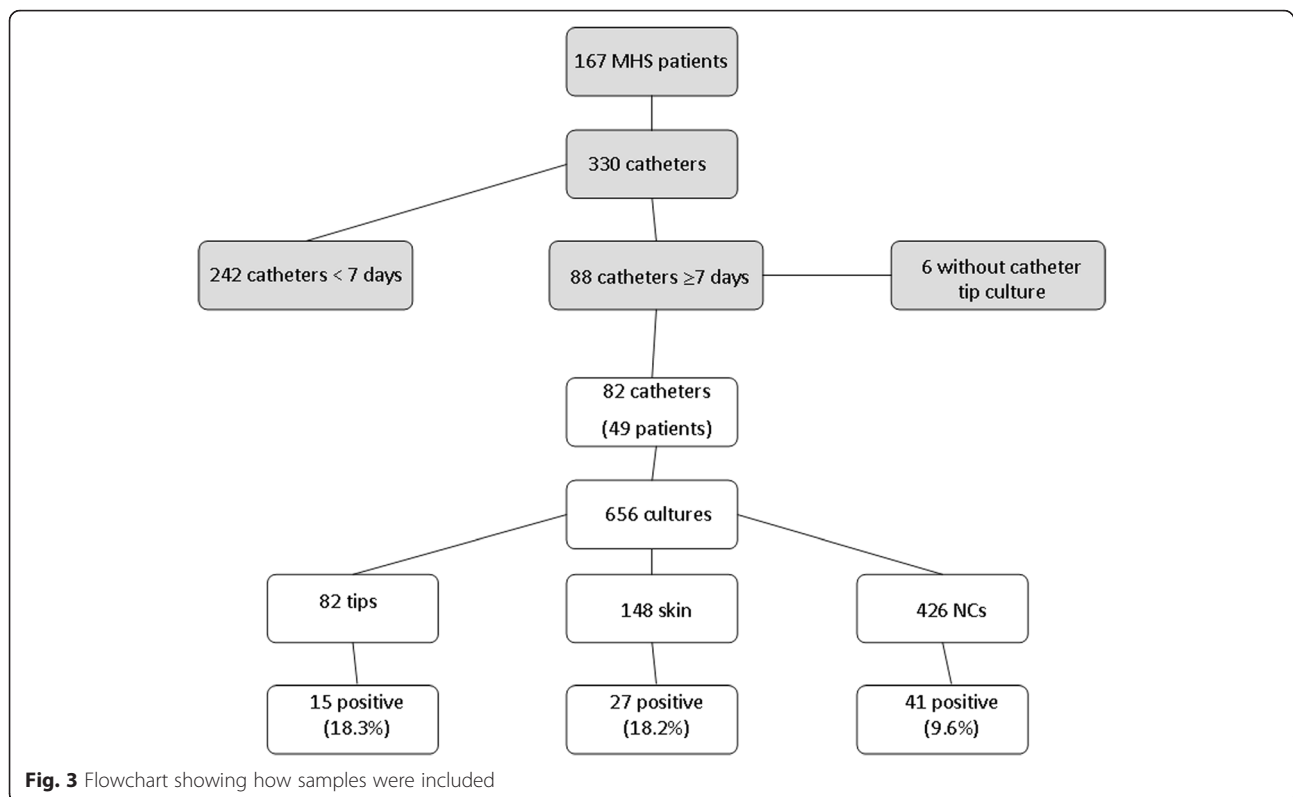 167 MHS patients
330 catheters
242 catheters < 7 days
88 catheters ≥7 days
6 without catheter
tip culture
82 catheters
(49 patients)
656 cultures
82 tips
148 skin
426 NCs
15 positive
(18.3%)
27 positive
(18.2%)
41 positive
(9.6%)
Fig. 3 Flowchart showing how samples were included